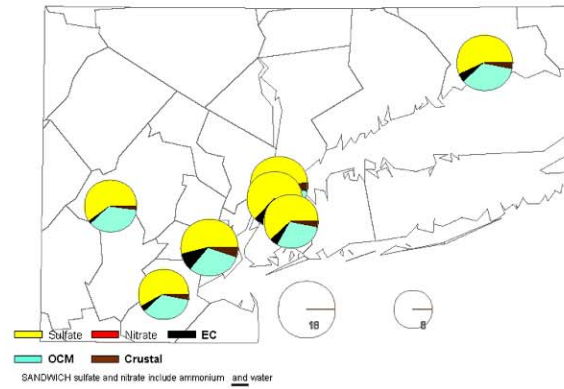 18 8
Sulfate Nitrate EC
OCM Crustal
SANDWICH sulfate and nitrate include ammonium and water